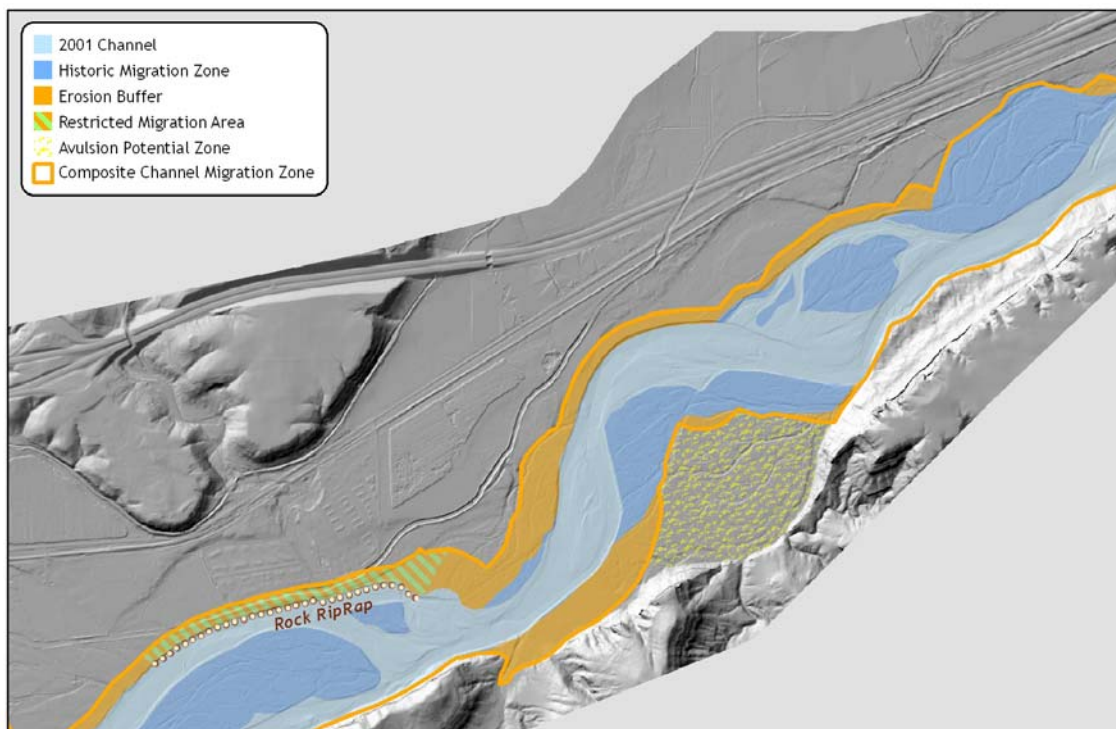 2001 Channel
Historic Migration Zone
Erosion Buffer
Restricted Migration Area
Avulsion Potential Zone
Composite Channel Migration Zone
Rock RipRap